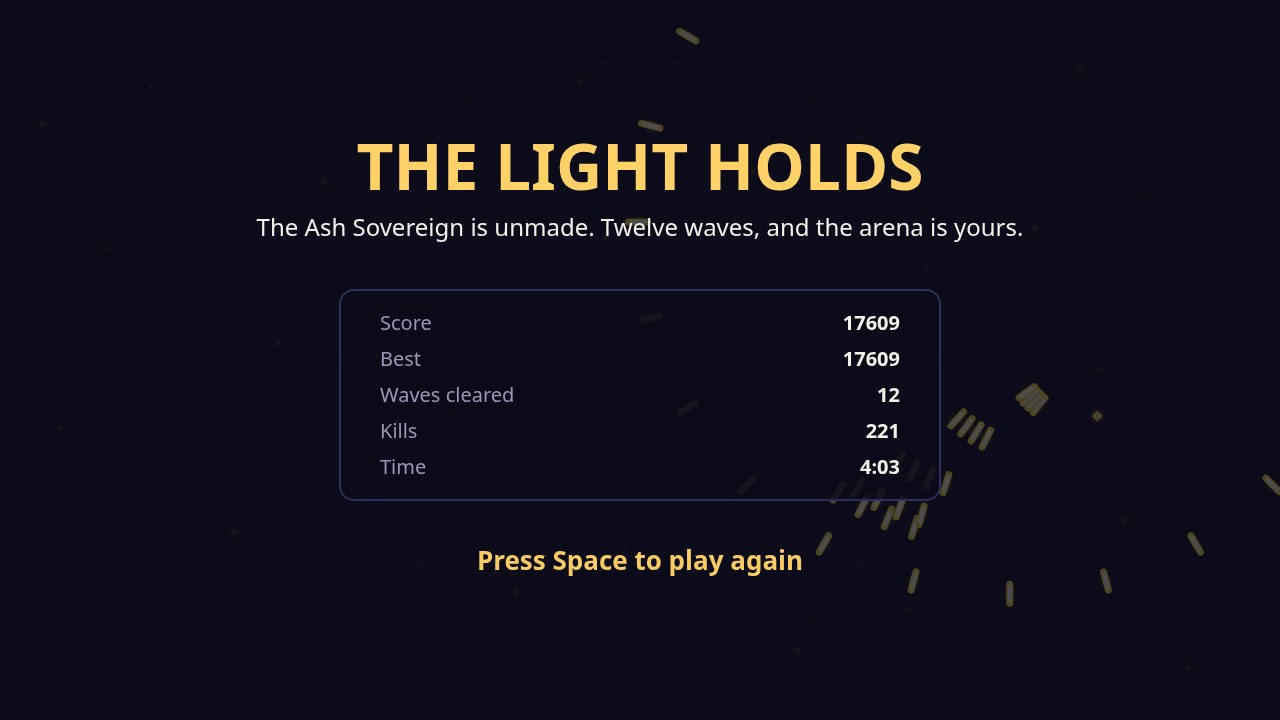 THE LIGHT HOLDS
The Ash Sovereign is unmade. Twelve waves, and the arena is yours.
Score 17609
Best 17609
Waves cleared 12
Kills 221
Time 4:03
Press Space to play again